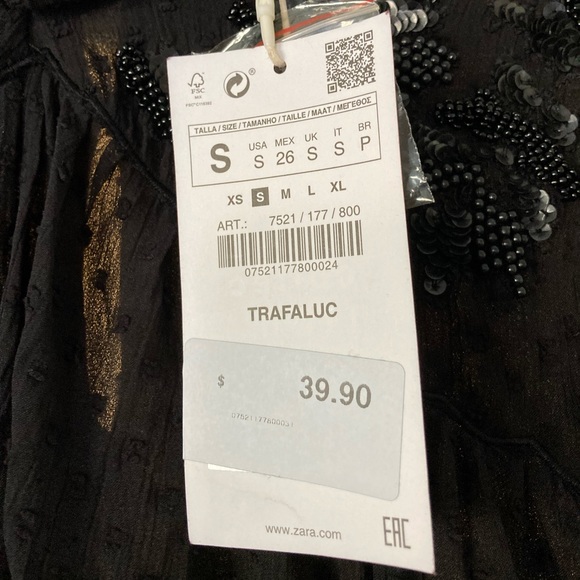 FSC
MIX
®
TALLA / SIZE / TAMANHO / TAILLE / MAAT / ΜΕΓΕΘΟΣ
S
USA MEX UK IT BR
S 26 S S P
XS S M L XL
ART.: 7521 / 177 / 800
07521177800024
TRAFALUC
$ 39.90
www.zara.com
EAC